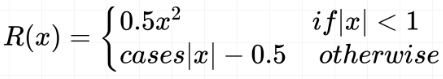 R(x) = { 0.5x² if|x| < 1
cases|x| − 0.5 otherwise